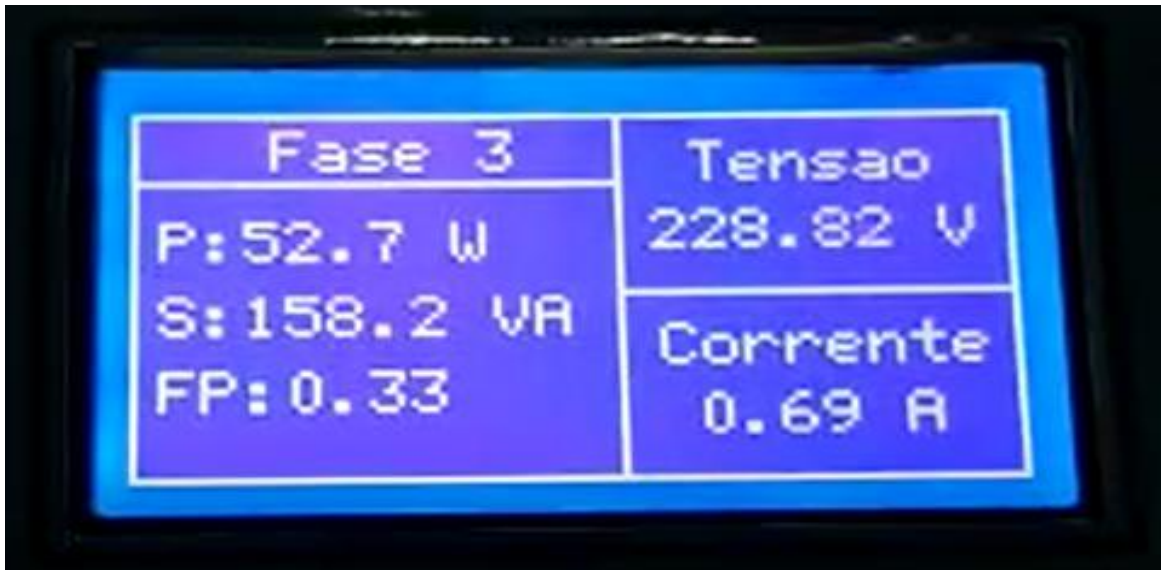 Fase 3
P:52.7 W
S:158.2 VA
FP:0.33
Tensao
228.82 V
Corrente
0.69 A